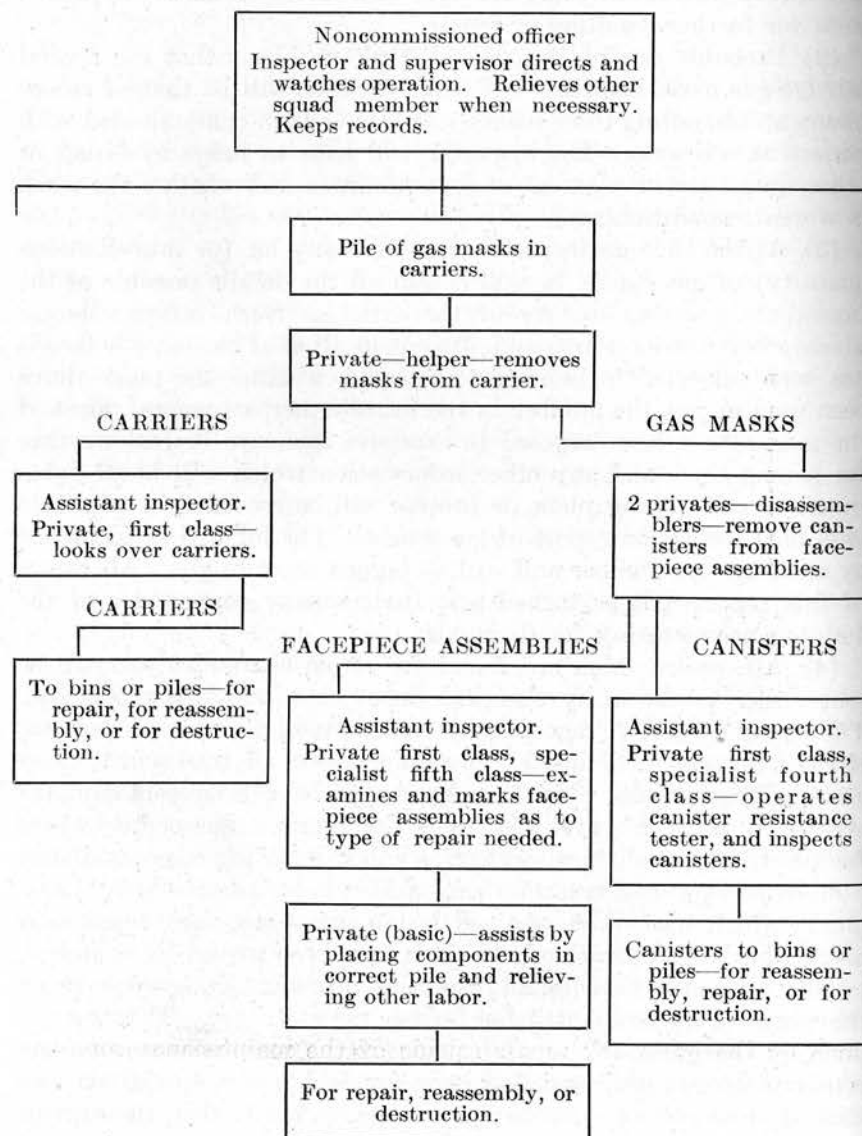 Noncommissioned officer
Inspector and supervisor directs and
watches operation. Relieves other
squad member when necessary.
Keeps records.
Pile of gas masks in
carriers.
Private—helper—removes
masks from carrier.
CARRIERS
GAS MASKS
Assistant inspector.
Private, first class—
looks over carriers.
2 privates—disassem-
blers—remove can-
isters from face-
piece assemblies.
CARRIERS
FACEPIECE ASSEMBLIES
CANISTERS
To bins or piles—for
repair, for reassem-
bly, or for destruc-
tion.
Assistant inspector.
Private first class, spe-
cialist fifth class—ex-
amines and marks face-
piece assemblies as to
type of repair needed.
Assistant inspector.
Private first class,
specialist fourth
class—operates
canister resistance
tester, and inspects
canisters.
Private (basic)—assists by
placing components in
correct pile and reliev-
ing other labor.
Canisters to bins or
piles—for reassem-
bly, repair, or for
destruction.
For repair, reassembly, or
destruction.